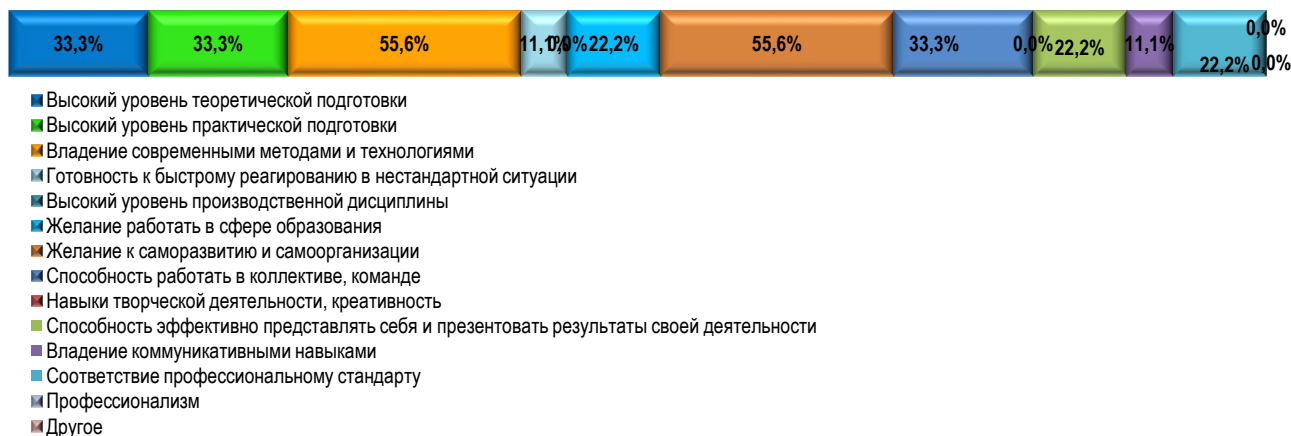 33,3% 33,3% 55,6% 11,1% 0,0% 22,2% 55,6% 33,3% 0,0% 22,2% 11,1% 22,2% 0,0% 0,0%
Высокий уровень теоретической подготовки
Высокий уровень практической подготовки
Владение современными методами и технологиями
Готовность к быстрому реагированию в нестандартной ситуации
Высокий уровень производственной дисциплины
Желание работать в сфере образования
Желание к саморазвитию и самоорганизации
Способность работать в коллективе, команде
Навыки творческой деятельности, креативность
Способность эффективно представлять себя и презентовать результаты своей деятельности
Владение коммуникативными навыками
Соответствие профессиональному стандарту
Профессионализм
Другое